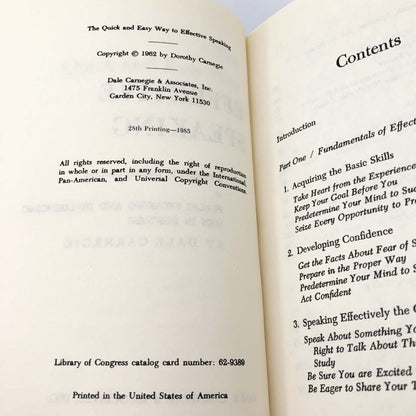 The Quick and Easy Way to Effective Speaking
Copyright © 1962 by Dorothy Carnegie
Dale Carnegie & Associates, Inc.
1475 Franklin Avenue
Garden City, New York 11530
28th Printing—1985
All rights reserved, including the right of reproduction
in whole or in part in any form, under the International,
Pan-American, and Universal Copyright Conventions.
Library of Congress catalog card number: 62-9389
Printed in the United States of America
Contents
Introduction
Part One / Fundamentals of Effect
1. Acquiring the Basic Skills
Take Heart from the Experience
Keep Your Goal Before You
Predetermine Your Mind to Su
Seize Every Opportunity to Pr
2. Developing Confidence
Get the Facts About Fear of S
Prepare in the Proper Way
Predetermine Your Mind to S
Act Confident
3. Speaking Effectively the
Speak About Something Y
Right to Talk About Th
Study
Be Sure You are Excited
Be Eager to Share Your T